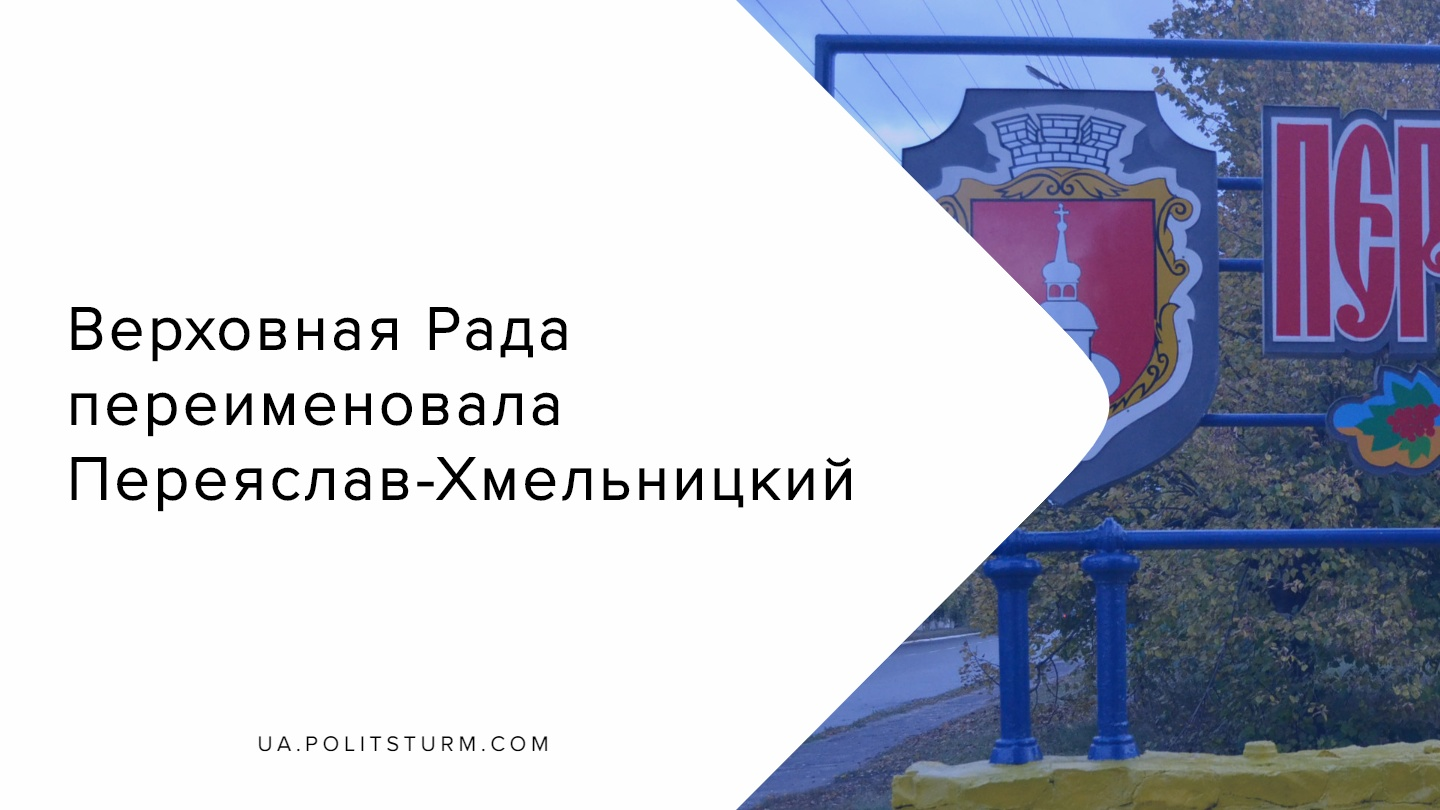 Верховная Рада
переименовала
Переяслав-Хмельницкий
UA.POLITSTURM.COM